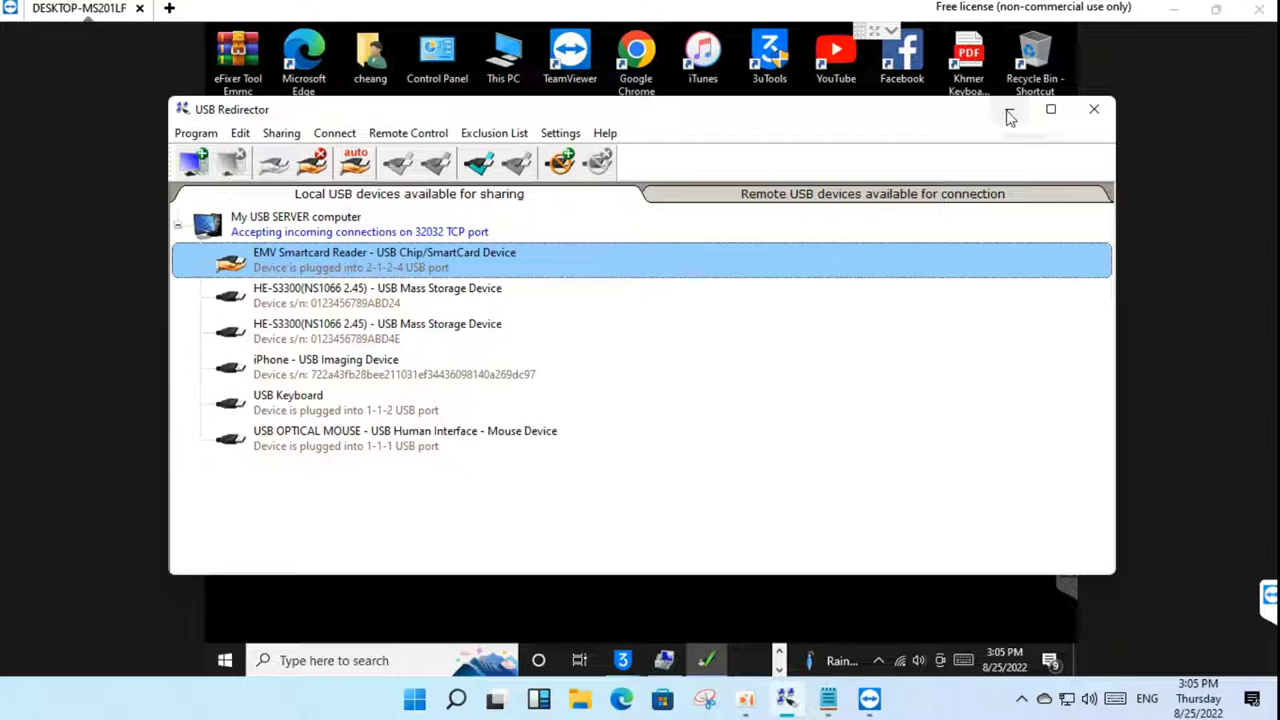 DESKTOP-MS201LF
Free license (non-commercial use only)
eFixer Tool Emmc
Microsoft Edge
cheang
Control Panel
This PC
TeamViewer
Google Chrome
iTunes
3uTools
YouTube
Facebook
PDF
Khmer Keyboa...
Recycle Bin - Shortcut
USB Redirector
Program Edit Sharing Connect Remote Control Exclusion List Settings Help
auto
Local USB devices available for sharing
Remote USB devices available for connection
My USB SERVER computer
Accepting incoming connections on 32032 TCP port
EMV Smartcard Reader - USB Chip/SmartCard Device
Device is plugged into 2-1-2-4 USB port
HE-S3300(NS1066 2.45) - USB Mass Storage Device
Device s/n: 0123456789ABD24
HE-S3300(NS1066 2.45) - USB Mass Storage Device
Device s/n: 0123456789ABD4E
iPhone - USB Imaging Device
Device s/n: 722a43fb28bee211031ef34436098140a269dc97
USB Keyboard
Device is plugged into 1-1-2 USB port
USB OPTICAL MOUSE - USB Human Interface - Mouse Device
Device is plugged into 1-1-1 USB port
Type here to search
3
Rain...
3:05 PM
8/25/2022
9
ENG
3:05 PM
Thursday
8/25/2022